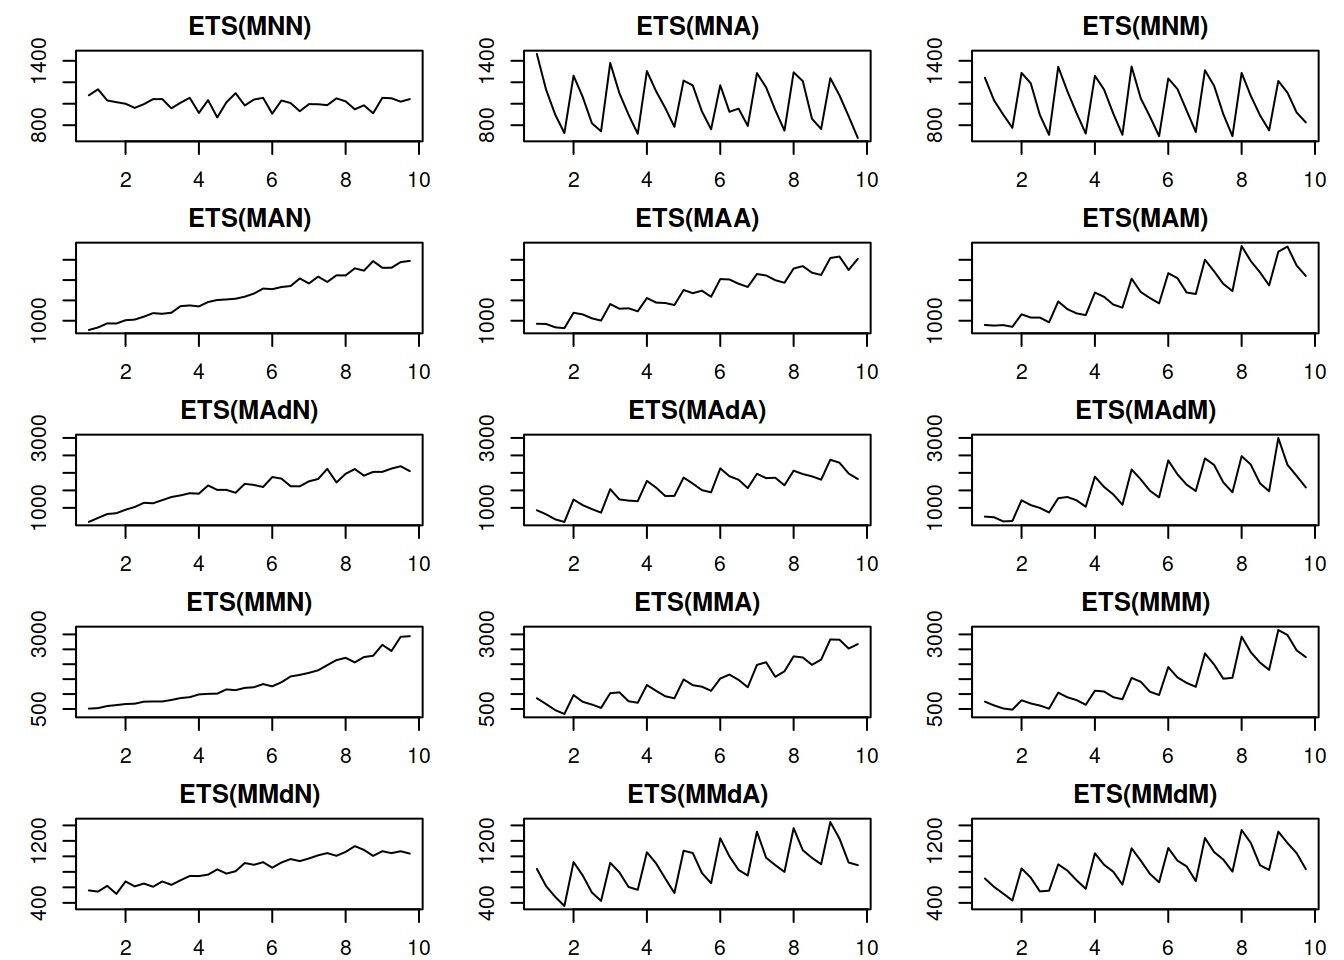 ETS(MNN) ETS(MNA) ETS(MNM)
1400 1400 1400
800 800 800
2 4 6 8 10 2 4 6 8 10 2 4 6 8 10
ETS(MAN) ETS(MAA) ETS(MAM)
1000 1000 1000
2 4 6 8 10 2 4 6 8 10 2 4 6 8 10
ETS(MAdN) ETS(MAdA) ETS(MAdM)
3000 3000 3000
1000 1000 1000
2 4 6 8 10 2 4 6 8 10 2 4 6 8 10
ETS(MMN) ETS(MMA) ETS(MMM)
3000 3000 3000
500 500 500
2 4 6 8 10 2 4 6 8 10 2 4 6 8 10
ETS(MMdN) ETS(MMdA) ETS(MMdM)
1200 1200 1200
400 400 400
2 4 6 8 10 2 4 6 8 10 2 4 6 8 10